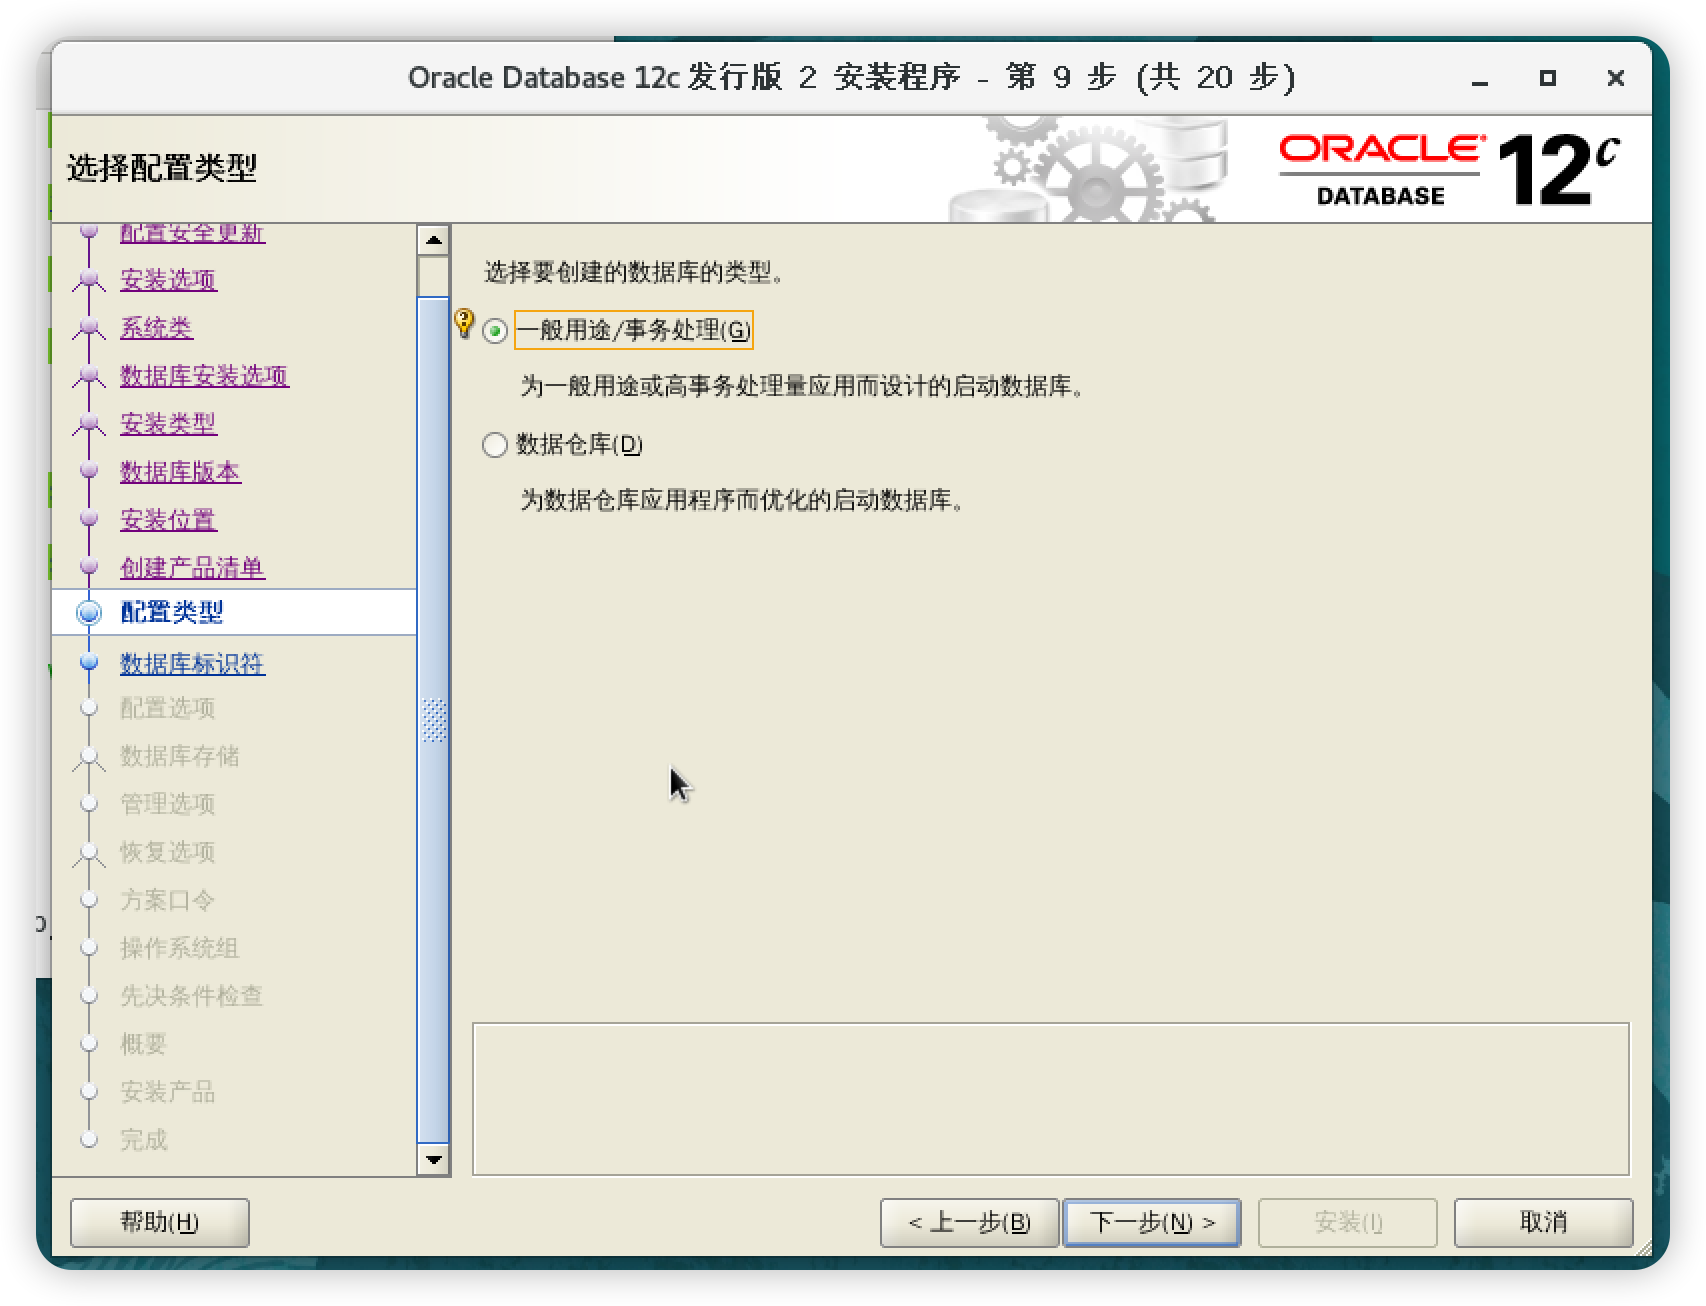 Oracle Database 12c 发行版 2 安装程序 - 第 9 步 (共 20 步)
选择配置类型
ORACLE
DATABASE
12c
配置安全更新
安装选项
系统类
数据库安装选项
安装类型
数据库版本
安装位置
创建产品清单
配置类型
数据库标识符
配置选项
数据库存储
管理选项
恢复选项
方案口令
操作系统组
先决条件检查
概要
安装产品
完成
选择要创建的数据库的类型。
一般用途/事务处理(G)
为一般用途或高事务处理量应用而设计的启动数据库。
数据仓库(D)
为数据仓库应用程序而优化的启动数据库。
帮助(H)
< 上一步(B)
下一步(N) >
安装(I)
取消